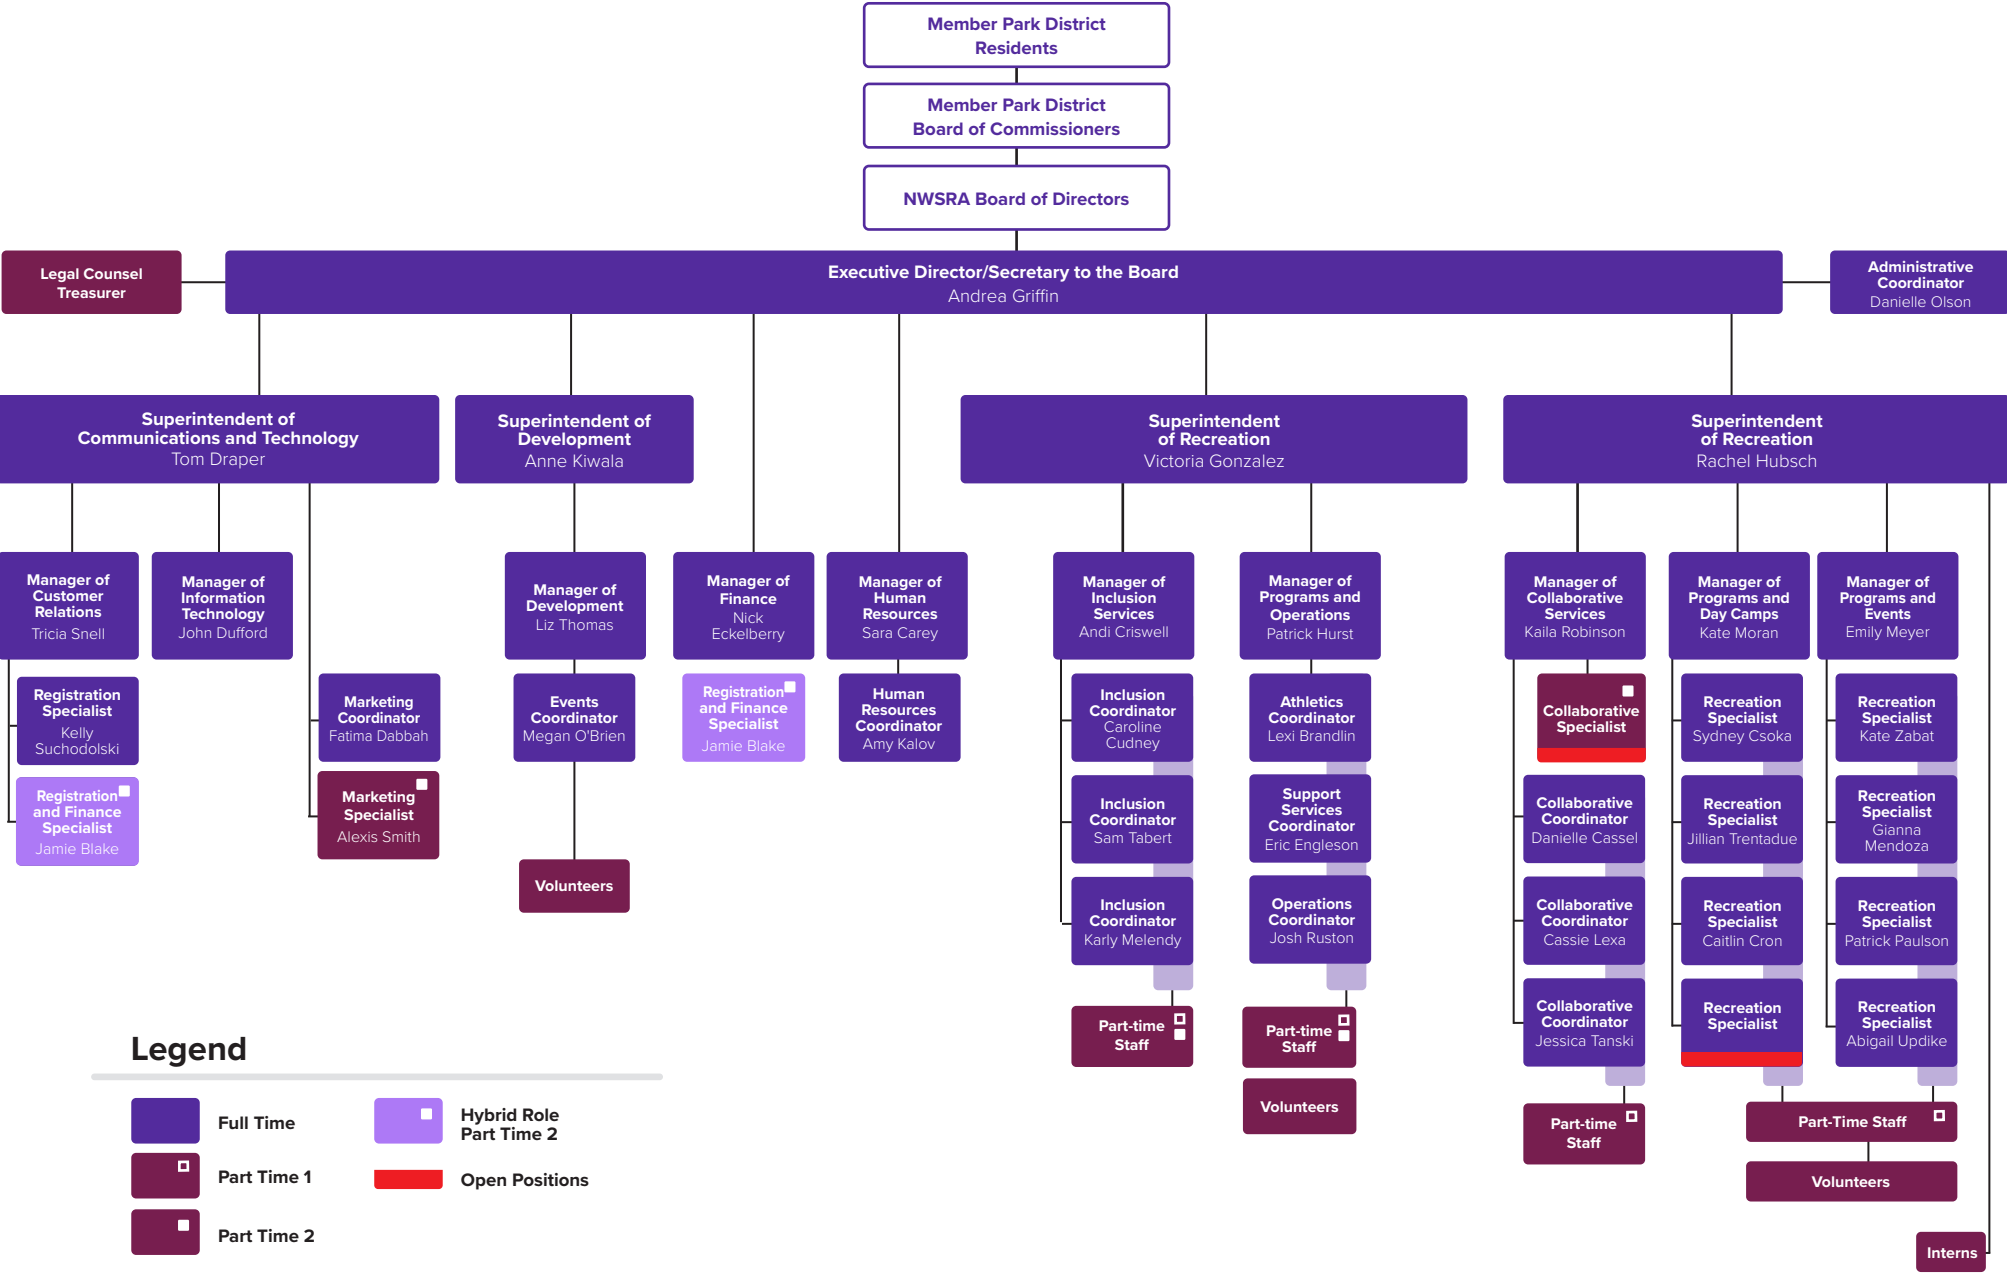 Member Park District
Residents
Member Park District
Board of Commissioners
NWSRA Board of Directors
Legal Counsel
Treasurer
Executive Director/Secretary to the Board
Andrea Griffin
Administrative
Coordinator
Danielle Olson
Superintendent of
Communications and Technology
Tom Draper
Superintendent of
Development
Anne Kiwala
Superintendent
of Recreation
Victoria Gonzalez
Superintendent
of Recreation
Rachel Hubsch
Manager of
Customer
Relations
Tricia Snell
Manager of
Information
Technology
John Dufford
Manager of
Development
Liz Thomas
Manager of
Finance
Nick
Eckelberry
Manager of
Human
Resources
Sara Carey
Manager of
Inclusion
Services
Andi Criswell
Manager of
Programs and
Operations
Patrick Hurst
Manager of
Collaborative
Services
Kaila Robinson
Manager of
Programs and
Day Camps
Kate Moran
Manager of
Programs and
Events
Emily Meyer
Registration
Specialist
Kelly
Suchodolski
Marketing
Coordinator
Fatima Dabbah
Events
Coordinator
Megan O'Brien
Registration
and Finance
Specialist
Jamie Blake
Human
Resources
Coordinator
Amy Kalov
Inclusion
Coordinator
Caroline
Cudney
Athletics
Coordinator
Lexi Brandlin
Collaborative
Specialist
Recreation
Specialist
Sydney Csoka
Recreation
Specialist
Kate Zabat
Registration
and Finance
Specialist
Jamie Blake
Marketing
Specialist
Alexis Smith
Inclusion
Coordinator
Sam Tabert
Support
Services
Coordinator
Eric Engleson
Collaborative
Coordinator
Danielle Cassel
Recreation
Specialist
Jillian Trentadue
Recreation
Specialist
Gianna
Mendoza
Volunteers
Inclusion
Coordinator
Karly Melendy
Operations
Coordinator
Josh Ruston
Collaborative
Coordinator
Cassie Lexa
Recreation
Specialist
Caitlin Cron
Recreation
Specialist
Patrick Paulson
Part-time
Staff
Part-time
Staff
Collaborative
Coordinator
Jessica Tanski
Recreation
Specialist
Recreation
Specialist
Abigail Updike
Volunteers
Part-time
Staff
Part-Time Staff
Volunteers
Interns
Legend
Full Time
Hybrid Role
Part Time 2
Part Time 1
Open Positions
Part Time 2